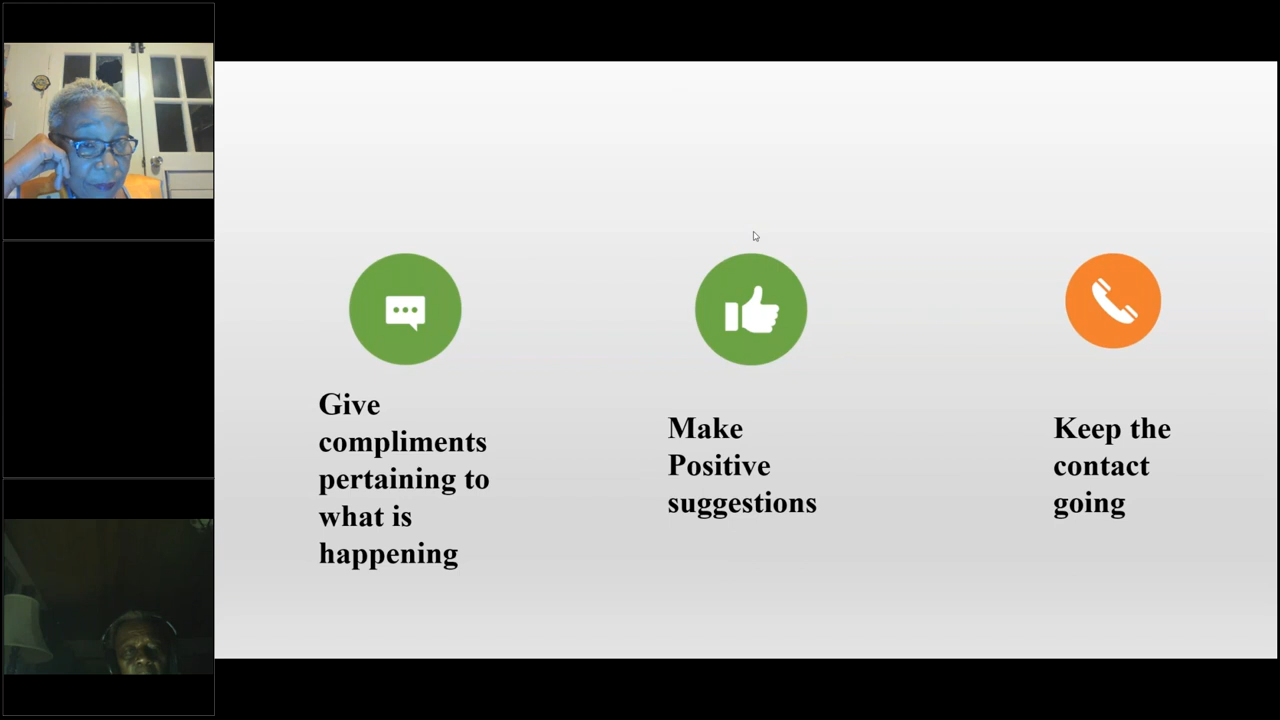 Give
compliments
pertaining to
what is
happening
Make
Positive
suggestions
Keep the
contact
going